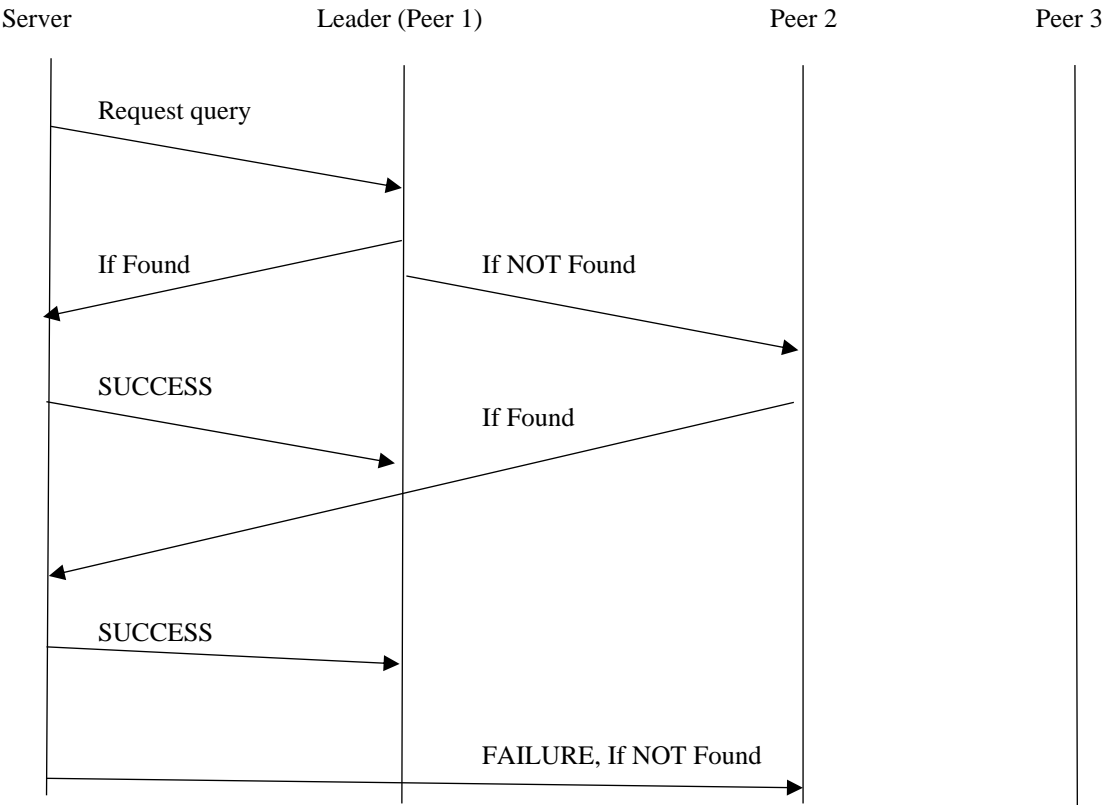 Server Leader (Peer 1) Peer 2 Peer 3
Request query
If Found If NOT Found
SUCCESS
If Found
SUCCESS
FAILURE, If NOT Found